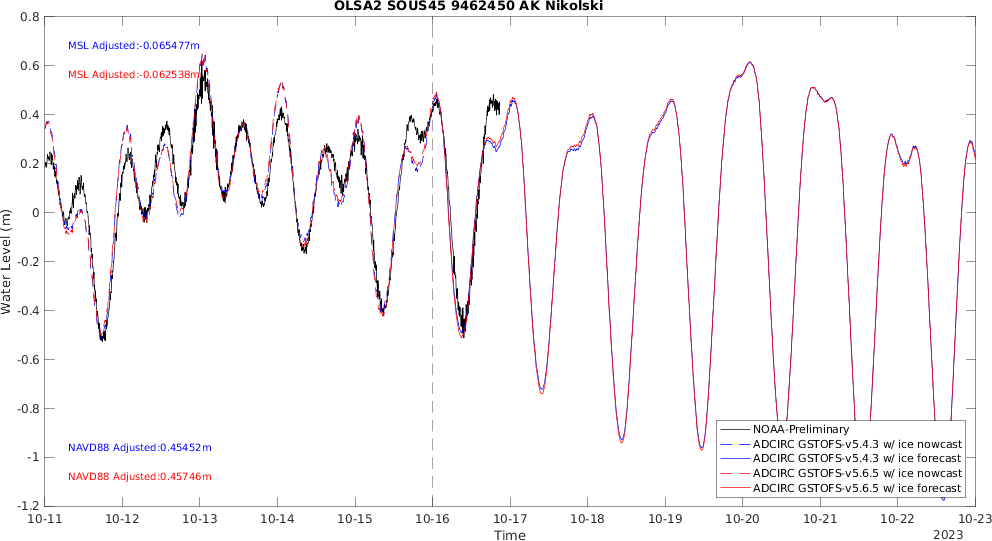 OLSA2 SOUS45 9462450 AK Nikolski
MSL Adjusted:-0.065477m
MSL Adjusted:-0.062538m
NAVD88 Adjusted:0.45452m
NAVD88 Adjusted:0.45746m
Water Level (m)
0.8
0.6
0.4
0.2
0
-0.2
-0.4
-0.6
-0.8
-1
-1.2
NOAA-Preliminary
ADCIRC GSTOFS-v5.4.3 w/ ice nowcast
ADCIRC GSTOFS-v5.4.3 w/ ice forecast
ADCIRC GSTOFS-v5.6.5 w/ ice nowcast
ADCIRC GSTOFS-v5.6.5 w/ ice forecast
10-11 10-12 10-13 10-14 10-15 10-16 10-17 10-18 10-19 10-20 10-21 10-22 10-23
Time
2023